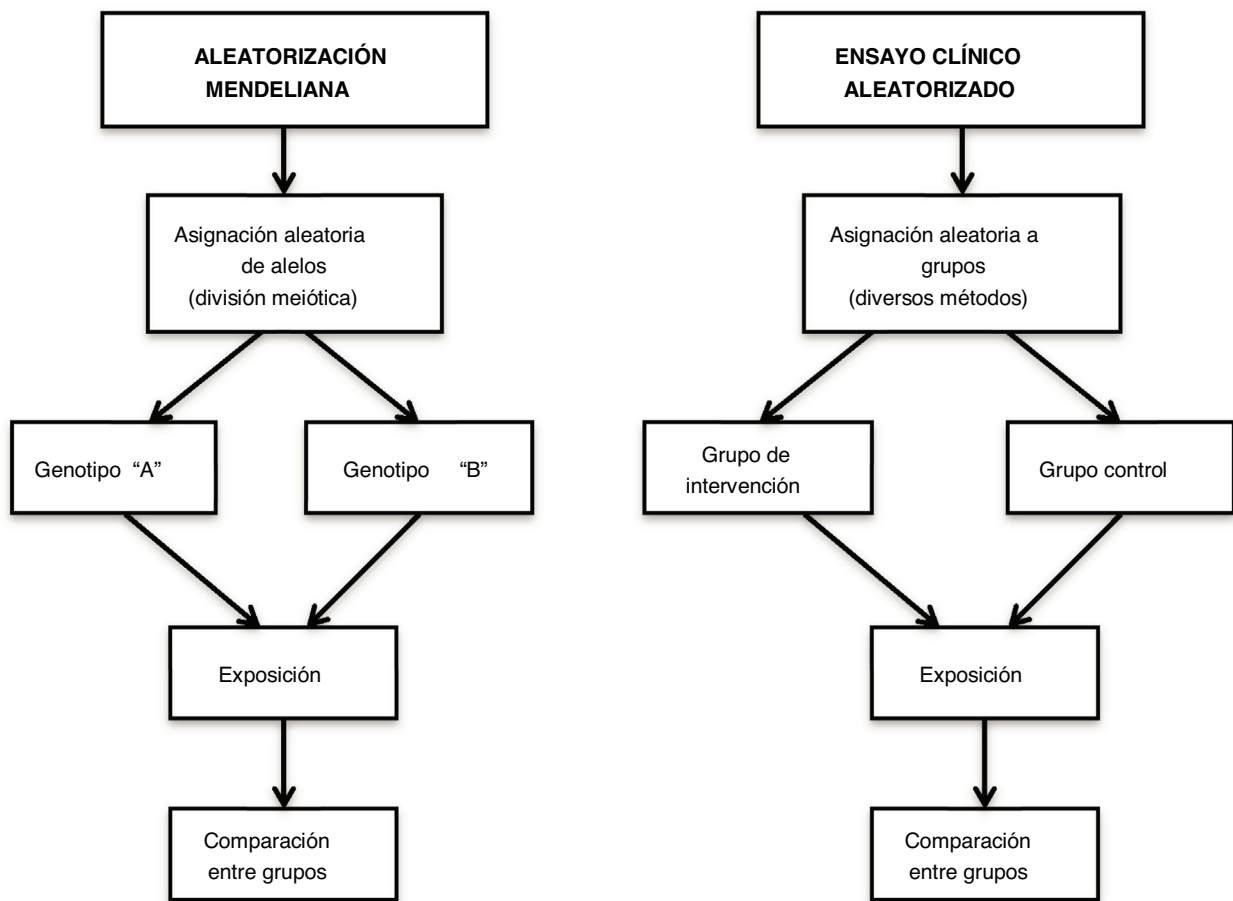 ALEATORIZACIÓN
MENDELIANA
Asignación aleatoria
de alelos
(división meiótica)
Genotipo “A”
Genotipo “B”
Exposición
Comparación
entre grupos
ENSAYO CLÍNICO
ALEATORIZADO
Asignación aleatoria a
grupos
(diversos métodos)
Grupo de
intervención
Grupo control
Exposición
Comparación
entre grupos